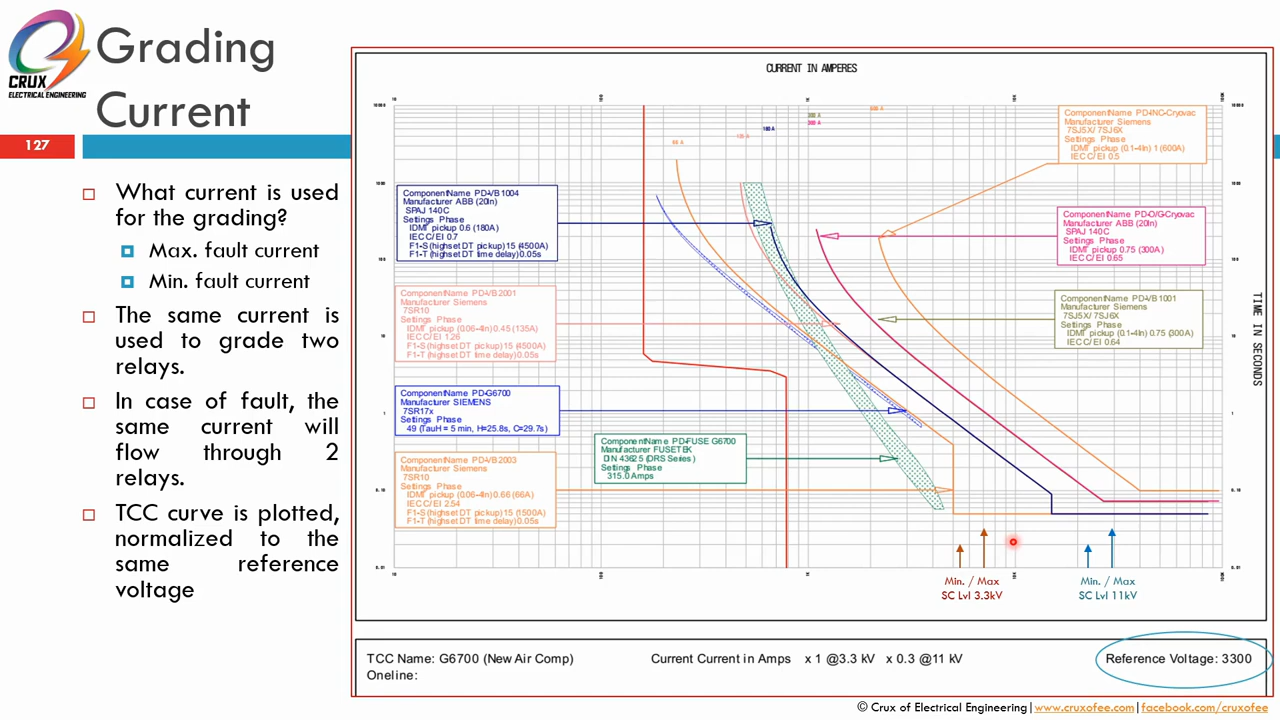 CRUX
ELECTRICAL ENGINEERING
Grading
Current
127
What current is used
for the grading?
Max. fault current
Min. fault current
The same current is
used to grade two
relays.
In case of fault, the
same current will
flow through 2
relays.
TCC curve is plotted,
normalized to the
same reference
voltage
CURRENT IN AMPERES
ComponentName PD-INC-Cryovac
Manufacturer Siemens
7SJ5X/ 7SJ6X
Settings Phase
IDMT pickup (0.1-4In) 1 (600A)
IEC C/ EI 0.5
ComponentName PD4/B1004
Manufacturer ABB (20In)
SPAJ 140C
Settings Phase
IDMT pickup 0.6 (180A)
IEC C/ EI 0.7
F1-S (highset DT pickup) 15 (4500A)
F1-T (highset DT time delay) 0.05s
ComponentName PD-O/G-Cryovac
Manufacturer ABB (20In)
SPAJ 140C
Settings Phase
IDMT pickup 0.75 (300A)
IEC C/ EI 0.65
ComponentName PD4/B2001
Manufacturer Siemens
7SR10
Settings Phase
IDMT pickup (0.06-4In) 0.45 (135A)
IEC C/ EI 1.26
F1-S (highset DT pickup) 15 (4500A)
F1-T (highset DT time delay) 0.05s
ComponentName PD4/B1001
Manufacturer Siemens
7SJ5X/ 7SJ6X
Settings Phase
IDMT pickup (0.1-4In) 0.75 (300A)
IEC C/ EI 0.64
TIME IN SECONDS
ComponentName PD-G6700
Manufacturer SIEMENS
7SR17x
Settings Phase
49 (TauH = 5 min, H=25.8s, C=29.7s)
ComponentName PD-FUSE G6700
Manufacturer FUSETEK
DIN 43625 (DRS Series)
Settings Phase
315.0 Amps
ComponentName PD4/B2003
Manufacturer Siemens
7SR10
Settings Phase
IDMT pickup (0.06-4In) 0.66 (66A)
IEC C/ EI 2.54
F1-S (highset DT pickup) 15 (1500A)
F1-T (highset DT time delay) 0.05s
Min. / Max
SC Lvl 3.3kV
Min. / Max
SC Lvl 11kV
TCC Name: G6700 (New Air Comp) Current Current in Amps x 1 @3.3 kV x 0.3 @11 kV Reference Voltage: 3300
Oneline:
© Crux of Electrical Engineering | www.cruxofee.com | facebook.com/cruxofee